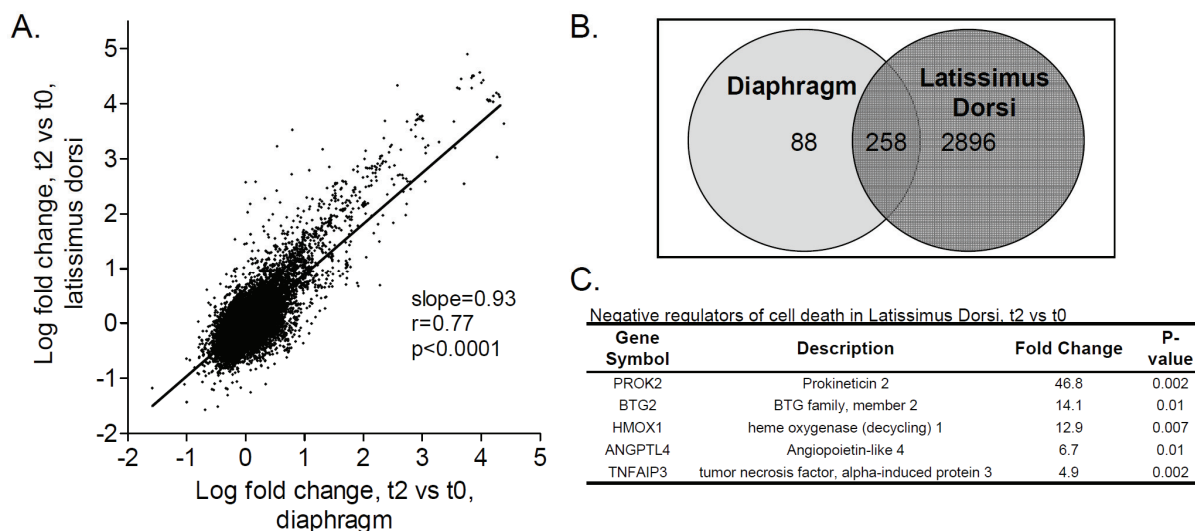 A.
Log fold change, t2 vs t0,
latissimus dorsi
5
4
3
2
1
0
-1
-2
slope=0.93
r=0.77
p<0.0001
-2 -1 0 1 2 3 4 5
Log fold change, t2 vs t0,
diaphragm
B.
Diaphragm
Latissimus
Dorsi
88 258 2896
C.
Negative regulators of cell death in Latissimus Dorsi, t2 vs t0
Gene Symbol Description Fold Change P-value
PROK2 Prokineticin 2 46.8 0.002
BTG2 BTG family, member 2 14.1 0.01
HMOX1 heme oxygenase (decycling) 1 12.9 0.007
ANGPTL4 Angiopoietin-like 4 6.7 0.01
TNFAIP3 tumor necrosis factor, alpha-induced protein 3 4.9 0.002